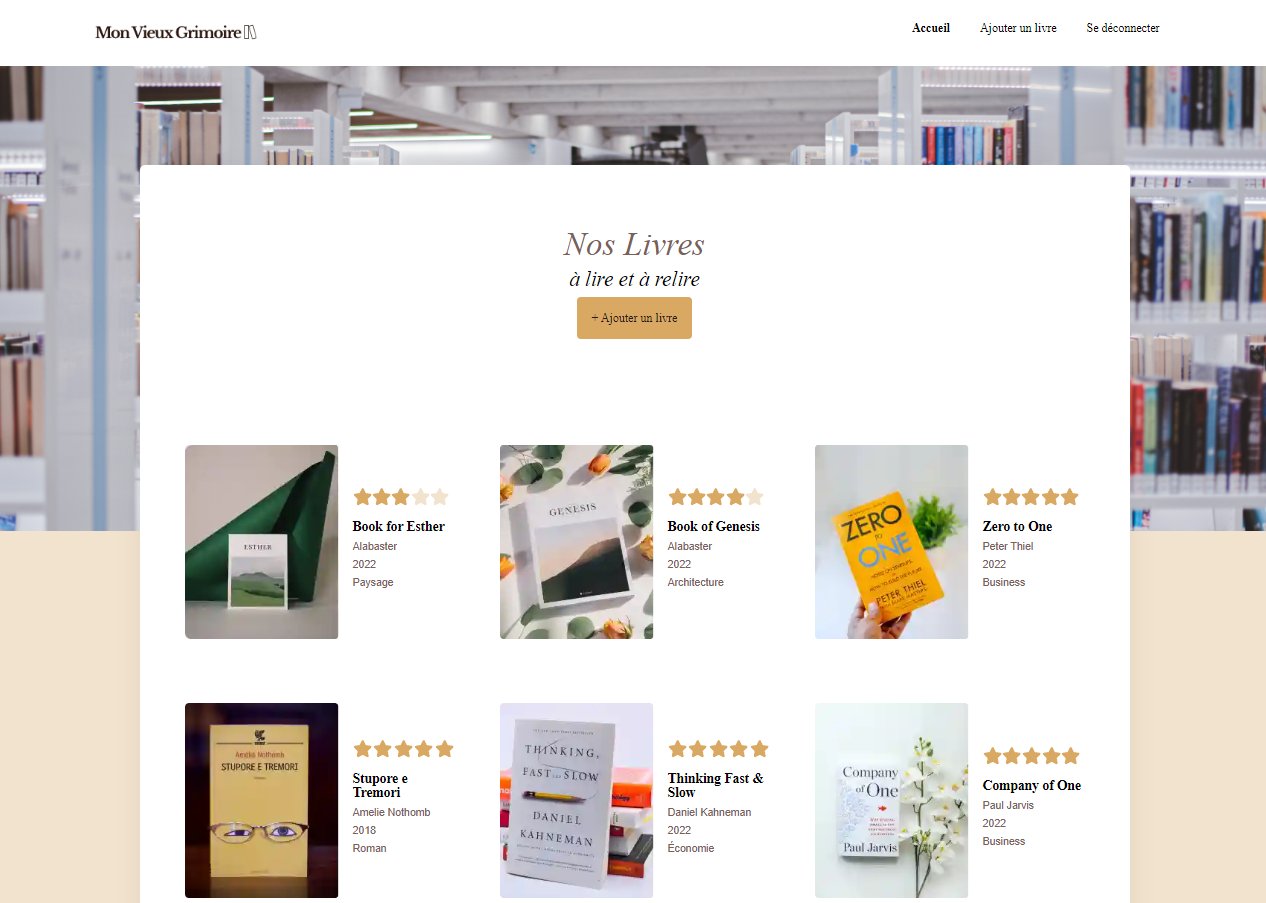 Mon Vieux Grimoire
Accueil
Ajouter un livre
Se déconnecter
Nos Livres
à lire et à relire
+ Ajouter un livre
ESTHER
Book for Esther
Alabaster
2022
Paysage
GENESIS
Book of Genesis
Alabaster
2022
Architecture
ZERO
TO
ONE
PETER THIEL
Zero to One
Peter Thiel
2022
Business
Amélie Nothomb
STUPORE E TREMORI
Stupore e
Tremori
Amelie Nothomb
2018
Roman
THINKING,
FAST AND SLOW
DANIEL
KAHNEMAN
Thinking Fast &
Slow
Daniel Kahneman
2022
Économie
Company
of One
Paul Jarvis
Company of One
Paul Jarvis
2022
Business